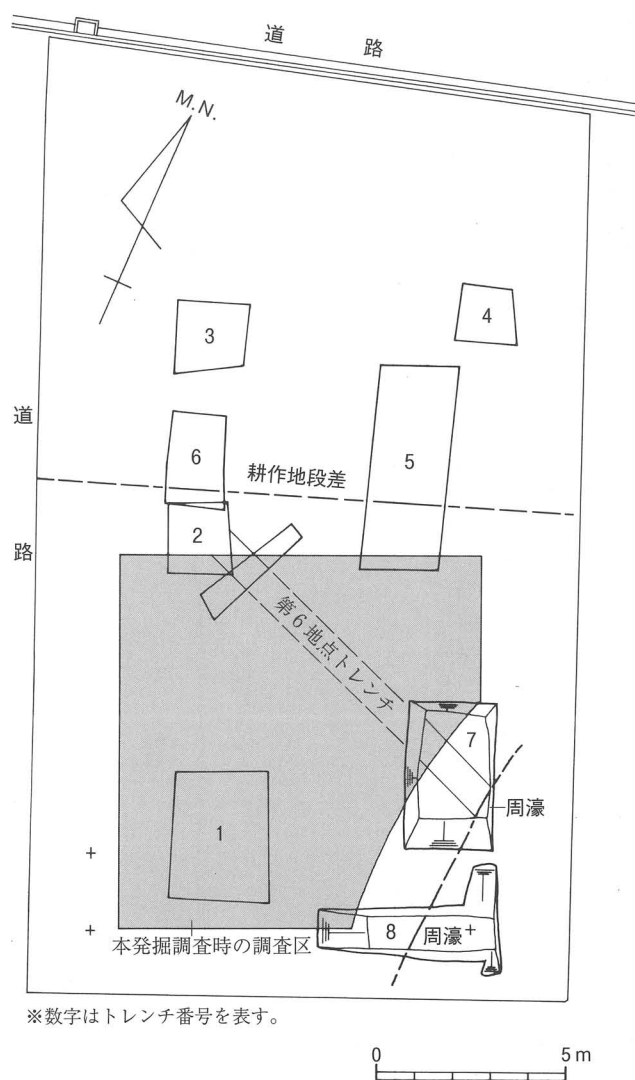 道路
M.N.
3
4
道路
6
5
耕作地段差
2
第6地点トレンチ
7
周濠
1
8
周濠
本発掘調査時の調査区
※数字はトレンチ番号を表す。
0
5m